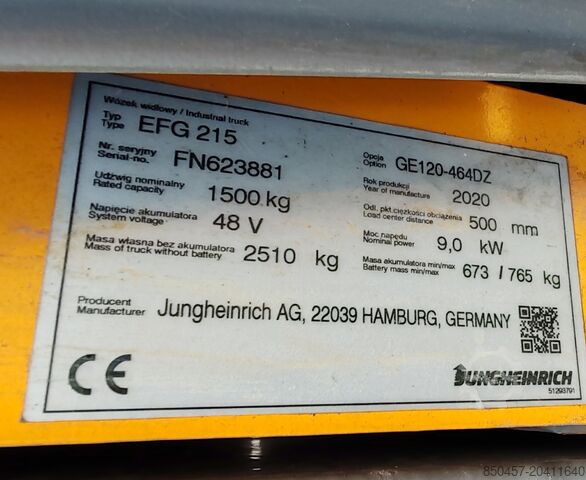 Wózek widłowy / Industrial truck
Typ
Type EFG 215
Opcje
Option GE120-464DZ
Nr. seryjny
Serial-no. FN623881
Rok produkcji
Year of manufacture 2020
Udźwig nominalny
Rated capacity 1500 kg
Odl. pkt.ciężkości obciążenia
Load center distance 500 mm
Napięcie akumulatora
System voltage 48 V
Moc napędu
Nominal power 9,0 kW
Masa własna bez akumulatora
Mass of truck without battery 2510 kg
Masa akumulatora min/max
Battery mass min/max 673 / 765 kg
Producent
Manufacturer Jungheinrich AG, 22039 HAMBURG, GERMANY
CE
JUNGHEINRICH
51293791
850457-20411640